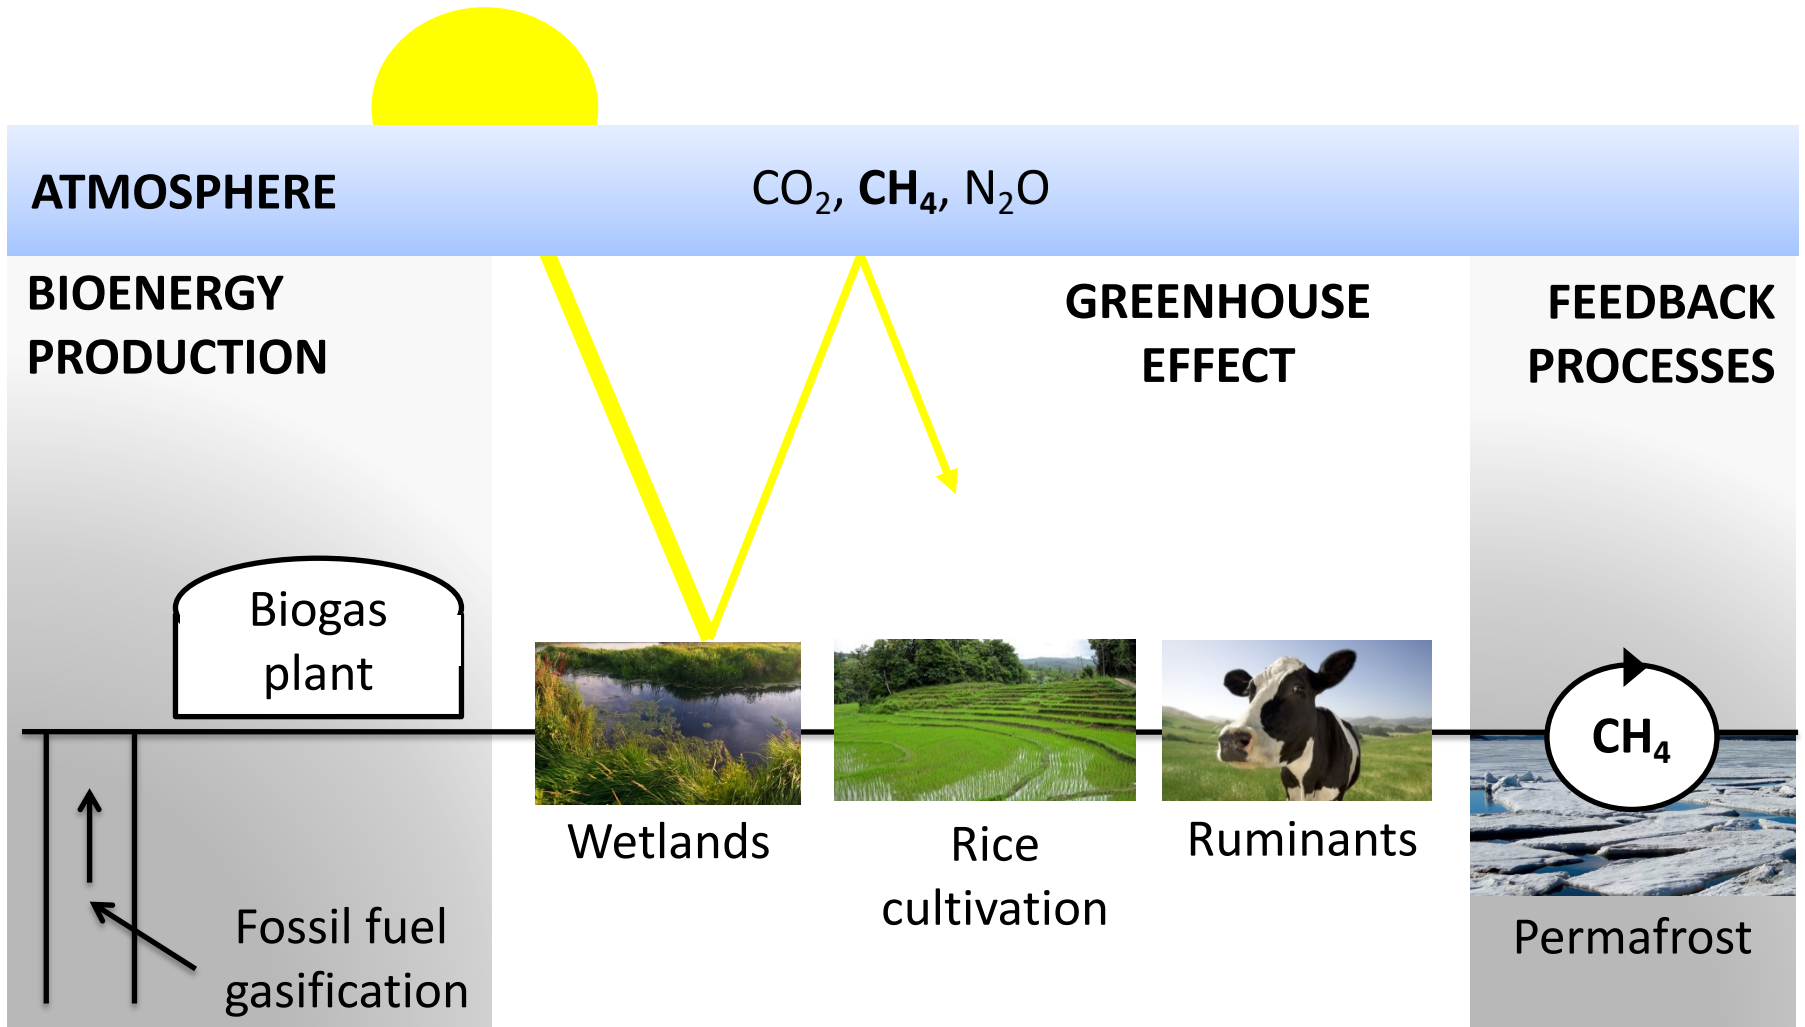 ATMOSPHERE
CO₂, CH₄, N₂O
BIOENERGY
PRODUCTION
GREENHOUSE
EFFECT
FEEDBACK
PROCESSES
Biogas
plant
CH₄
Wetlands
Rice
cultivation
Ruminants
Fossil fuel
gasification
Permafrost